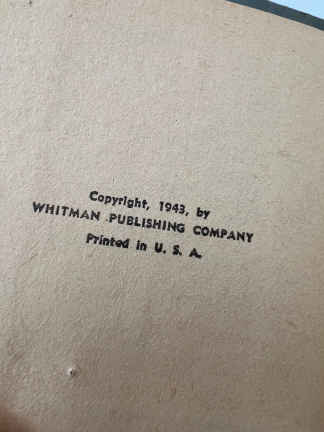 Copyright, 1943, by
WHITMAN PUBLISHING COMPANY
Printed in U. S. A.